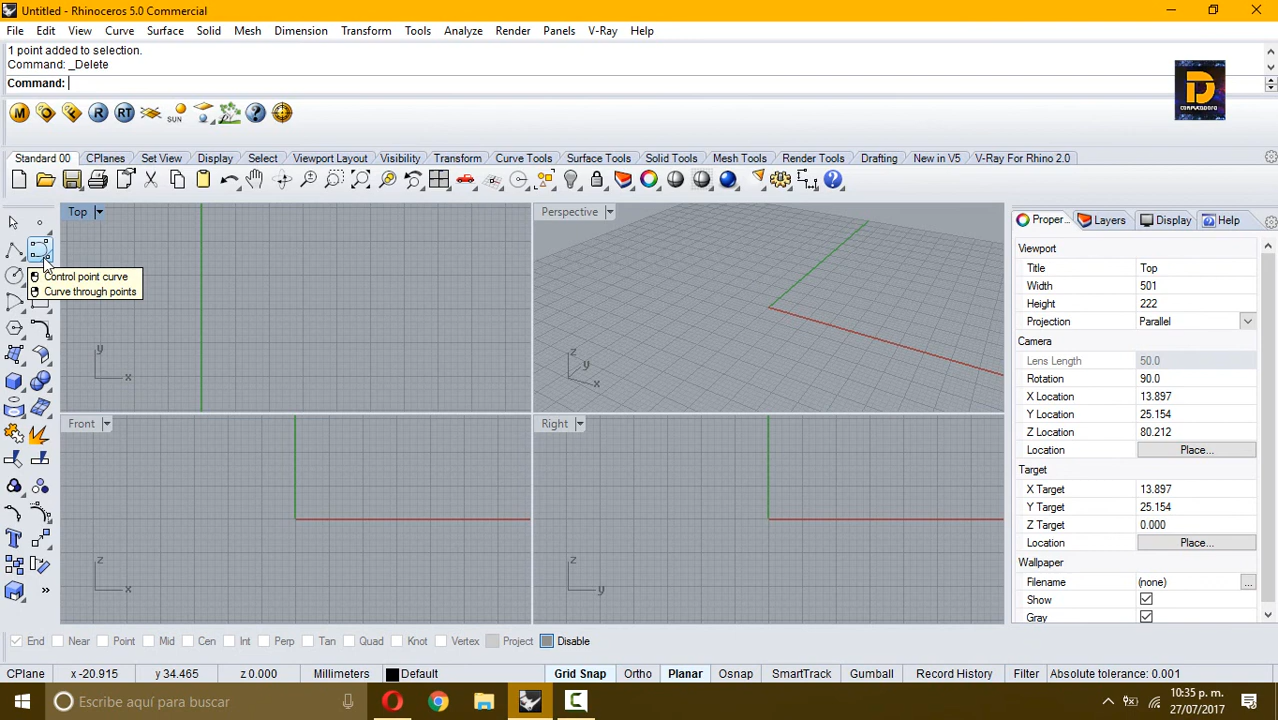 Untitled - Rhinoceros 5.0 Commercial
File Edit View Curve Surface Solid Mesh Dimension Transform Tools Analyze Render Panels V-Ray Help
1 point added to selection.
Command: _Delete
Command:
D
M R RT SUN ?
Standard 00 CPlanes Set View Display Select Viewport Layout Visibility Transform Curve Tools Surface Tools Solid Tools Mesh Tools Render Tools Drafting New in V5 V-Ray For Rhino 2.0
Top Perspective Proper... Layers Display Help
Control point curve
Curve through points
y
x
z
y
x
Front Right
z
x
z
y
Viewport
Title Top
Width 501
Height 222
Projection Parallel
Camera
Lens Length 50.0
Rotation 90.0
X Location 13.897
Y Location 25.154
Z Location 80.212
Location Place...
Target
X Target 13.897
Y Target 25.154
Z Target 0.000
Location Place...
Wallpaper
Filename (none) ...
Show
Gray
End Near Point Mid Cen Int Perp Tan Quad Knot Vertex Project Disable
CPlane x -20.915 y 34.465 z 0.000 Millimeters Default Grid Snap Ortho Planar Osnap SmartTrack Gumball Record History Filter Absolute tolerance: 0.001
Escribe aquí para buscar
10:35 p. m.
27/07/2017